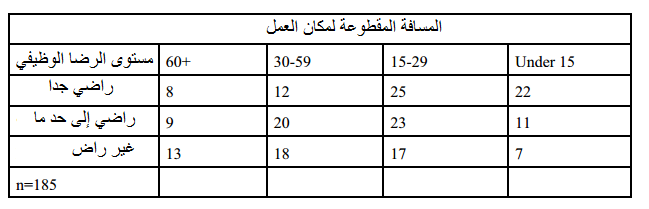 المسافة المقطوعة لمكان العمل
مستوى الرضا الوظيفي 60+ 30-59 15-29 Under 15
راضي جدا 8 12 25 22
راضي إلى حد ما 9 20 23 11
غير راض 13 18 17 7
n=185